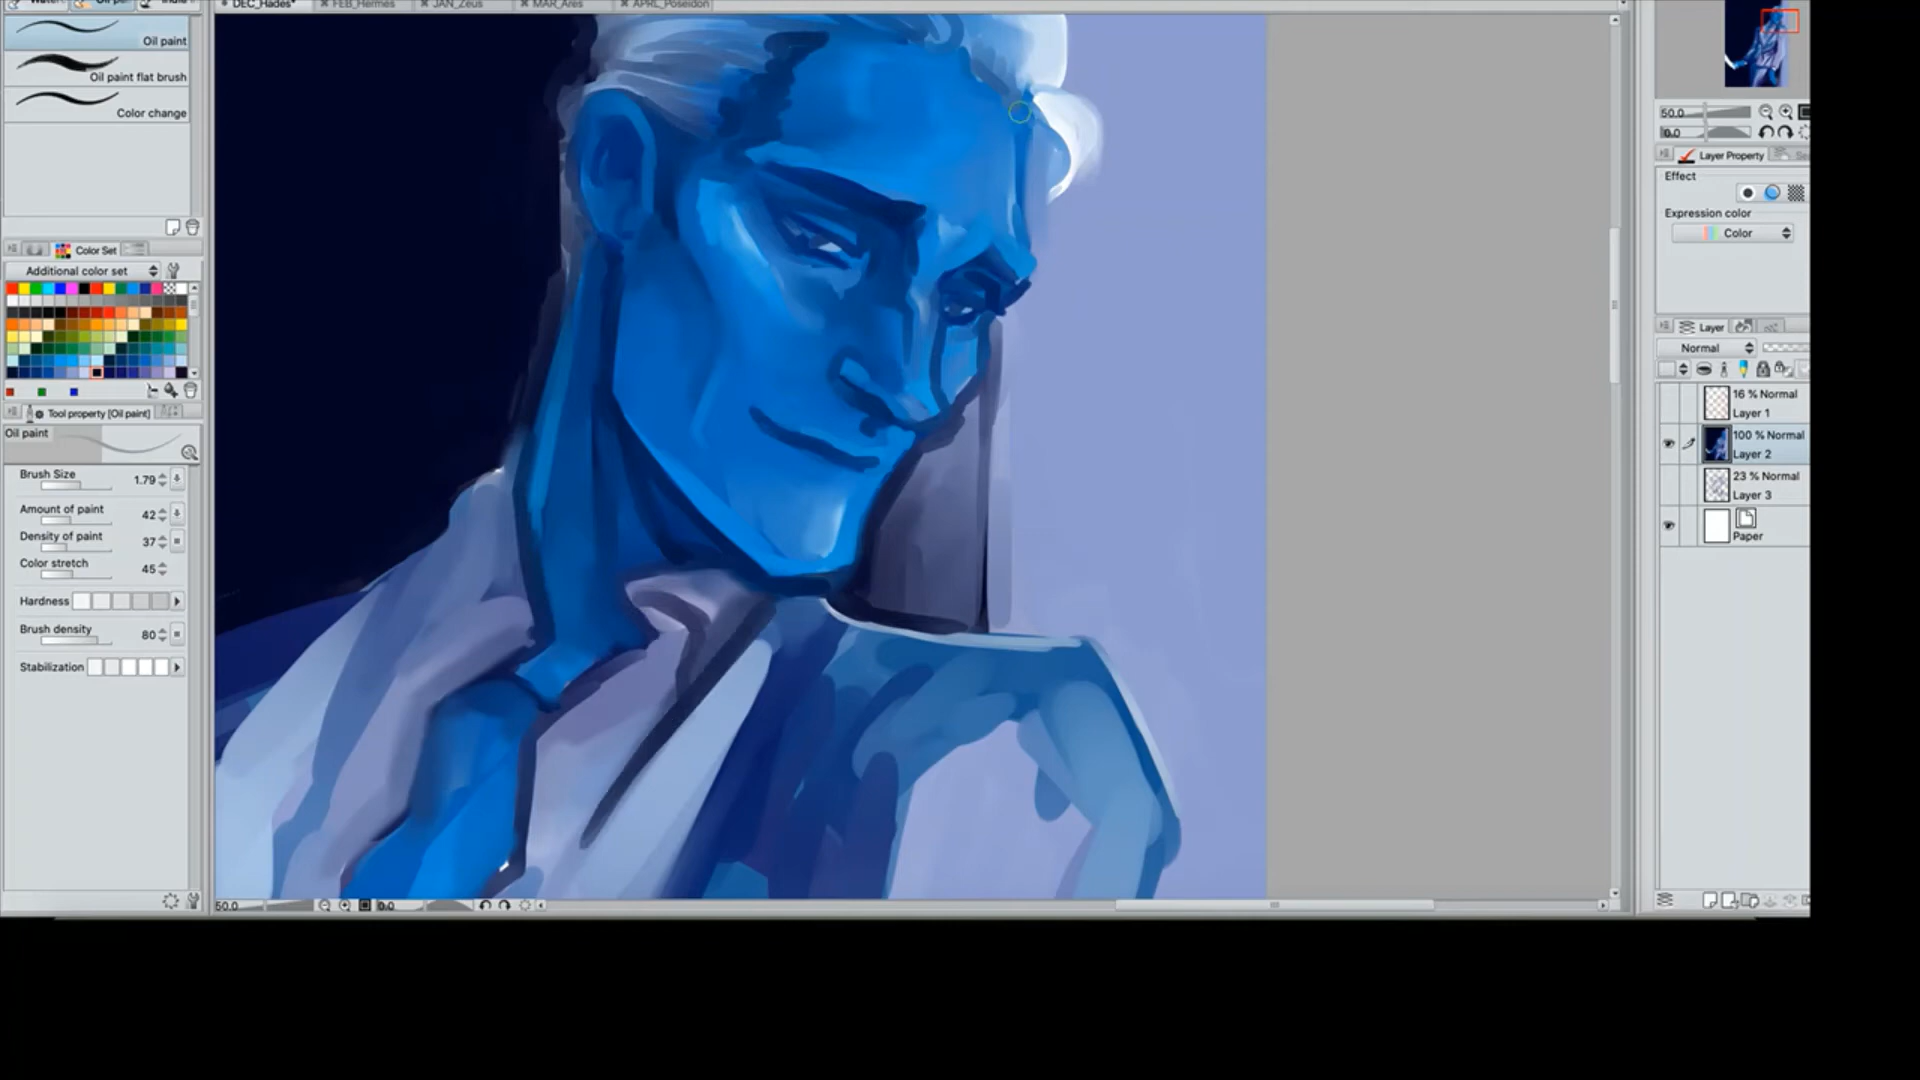 DEC_Hades*
FEB_Hermes
JAN_Zeus
MAR_Ares
APRL_Poseidon
Oil paint
Oil paint flat brush
Color change
Color Set
Additional color set
Tool property [Oil paint]
Oil paint
Brush Size 1.79
Amount of paint 42
Density of paint 37
Color stretch 45
Hardness
Brush density 80
Stabilization
50.0
0.0
50.0
0.0
Layer Property
Effect
Expression color
Color
Layer
Normal
16 % Normal
Layer 1
100 % Normal
Layer 2
23 % Normal
Layer 3
Paper